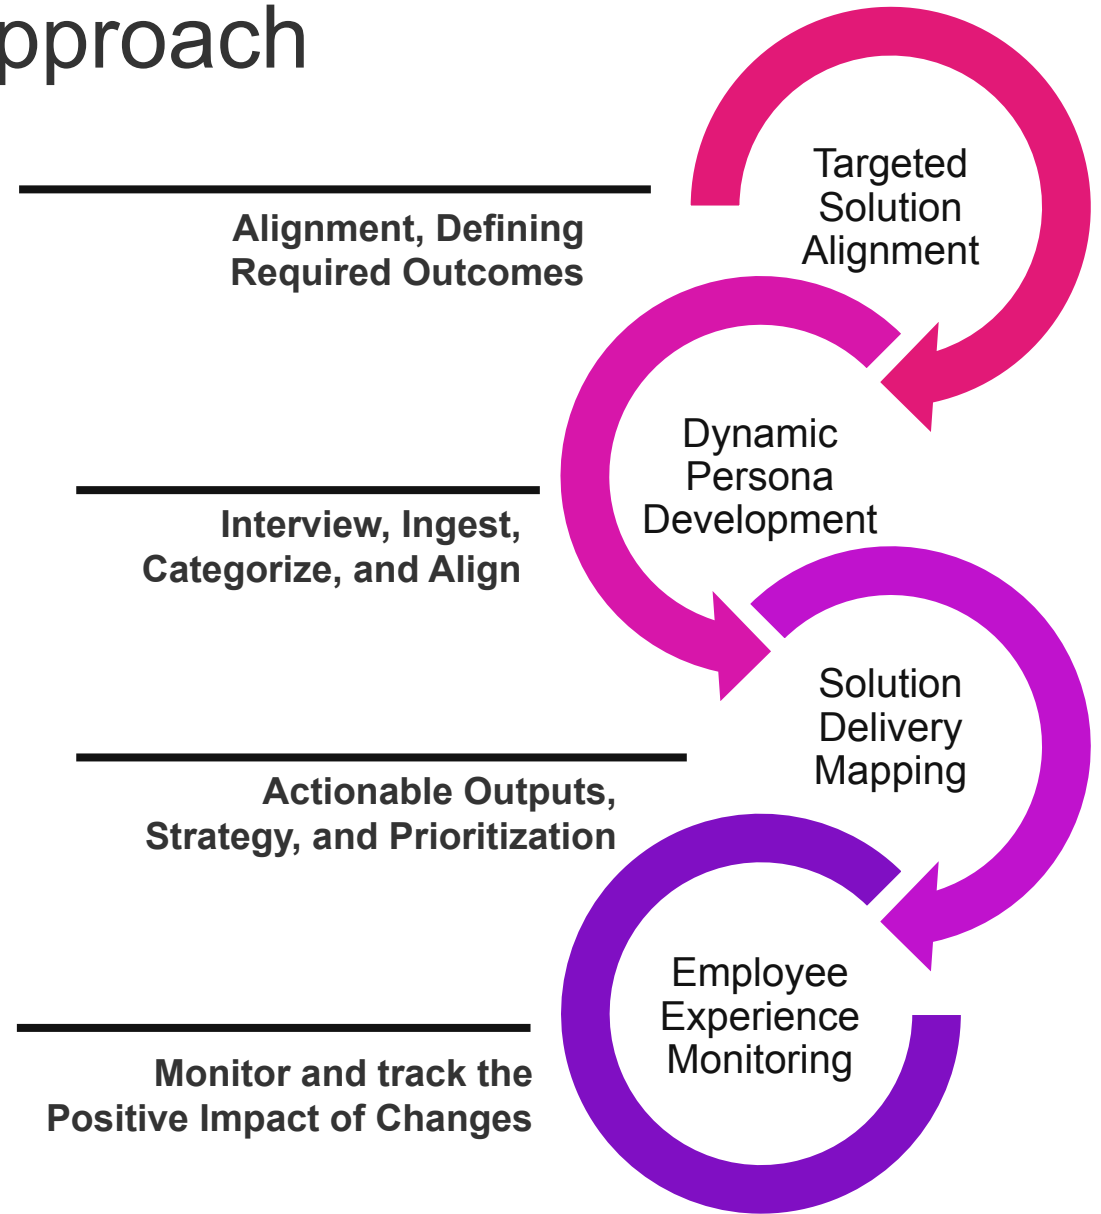 pproach
Targeted
Solution
Alignment
Alignment, Defining
Required Outcomes
Dynamic
Persona
Development
Interview, Ingest,
Categorize, and Align
Solution
Delivery
Mapping
Actionable Outputs,
Strategy, and Prioritization
Employee
Experience
Monitoring
Monitor and track the
Positive Impact of Changes